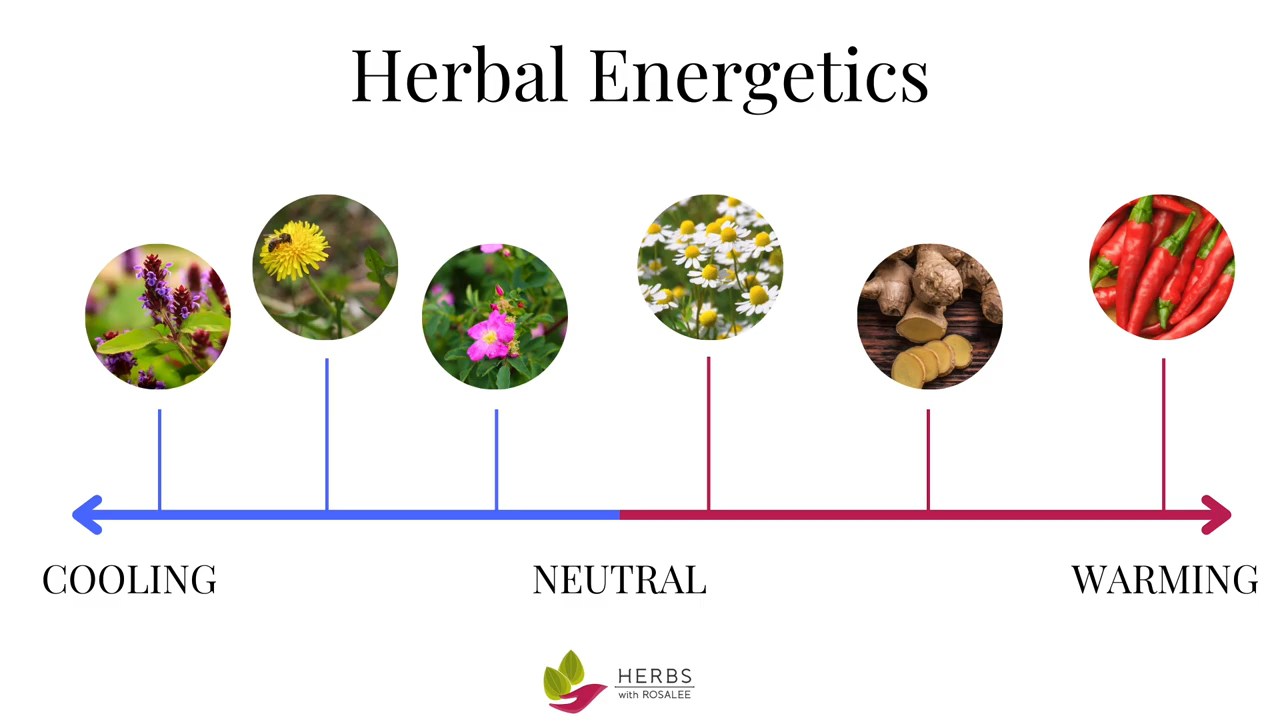 Herbal Energetics
COOLING
NEUTRAL
WARMING
HERBS
with ROSALEE